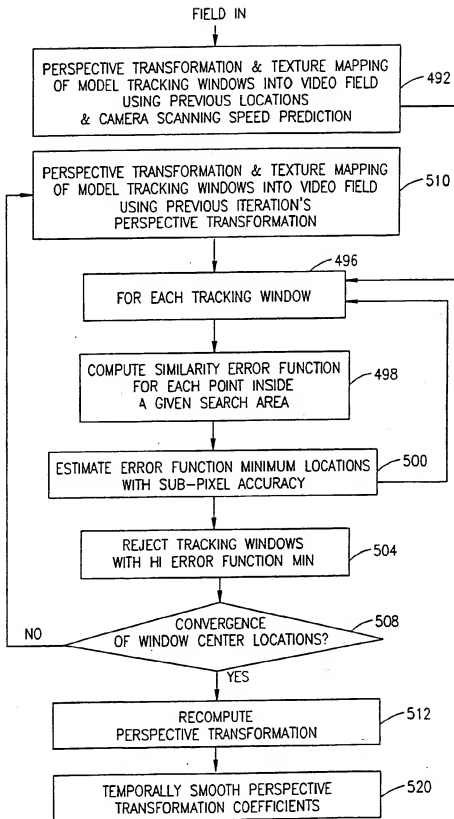 FIELD IN
PERSPECTIVE TRANSFORMATION & TEXTURE MAPPING
OF MODEL TRACKING WINDOWS INTO VIDEO FIELD
USING PREVIOUS LOCATIONS
& CAMERA SCANNING SPEED PREDICTION
492
PERSPECTIVE TRANSFORMATION & TEXTURE MAPPING
OF MODEL TRACKING WINDOWS INTO VIDEO FIELD
USING PREVIOUS ITERATION'S
PERSPECTIVE TRANSFORMATION
510
496
FOR EACH TRACKING WINDOW
COMPUTE SIMILARITY ERROR FUNCTION
FOR EACH POINT INSIDE
A GIVEN SEARCH AREA
498
ESTIMATE ERROR FUNCTION MINIMUM LOCATIONS
WITH SUB-PIXEL ACCURACY
500
REJECT TRACKING WINDOWS
WITH HI ERROR FUNCTION MIN
504
CONVERGENCE
OF WINDOW CENTER LOCATIONS?
508
NO
YES
RECOMPUTE
PERSPECTIVE TRANSFORMATION
512
TEMPORALLY SMOOTH PERSPECTIVE
TRANSFORMATION COEFFICIENTS
520